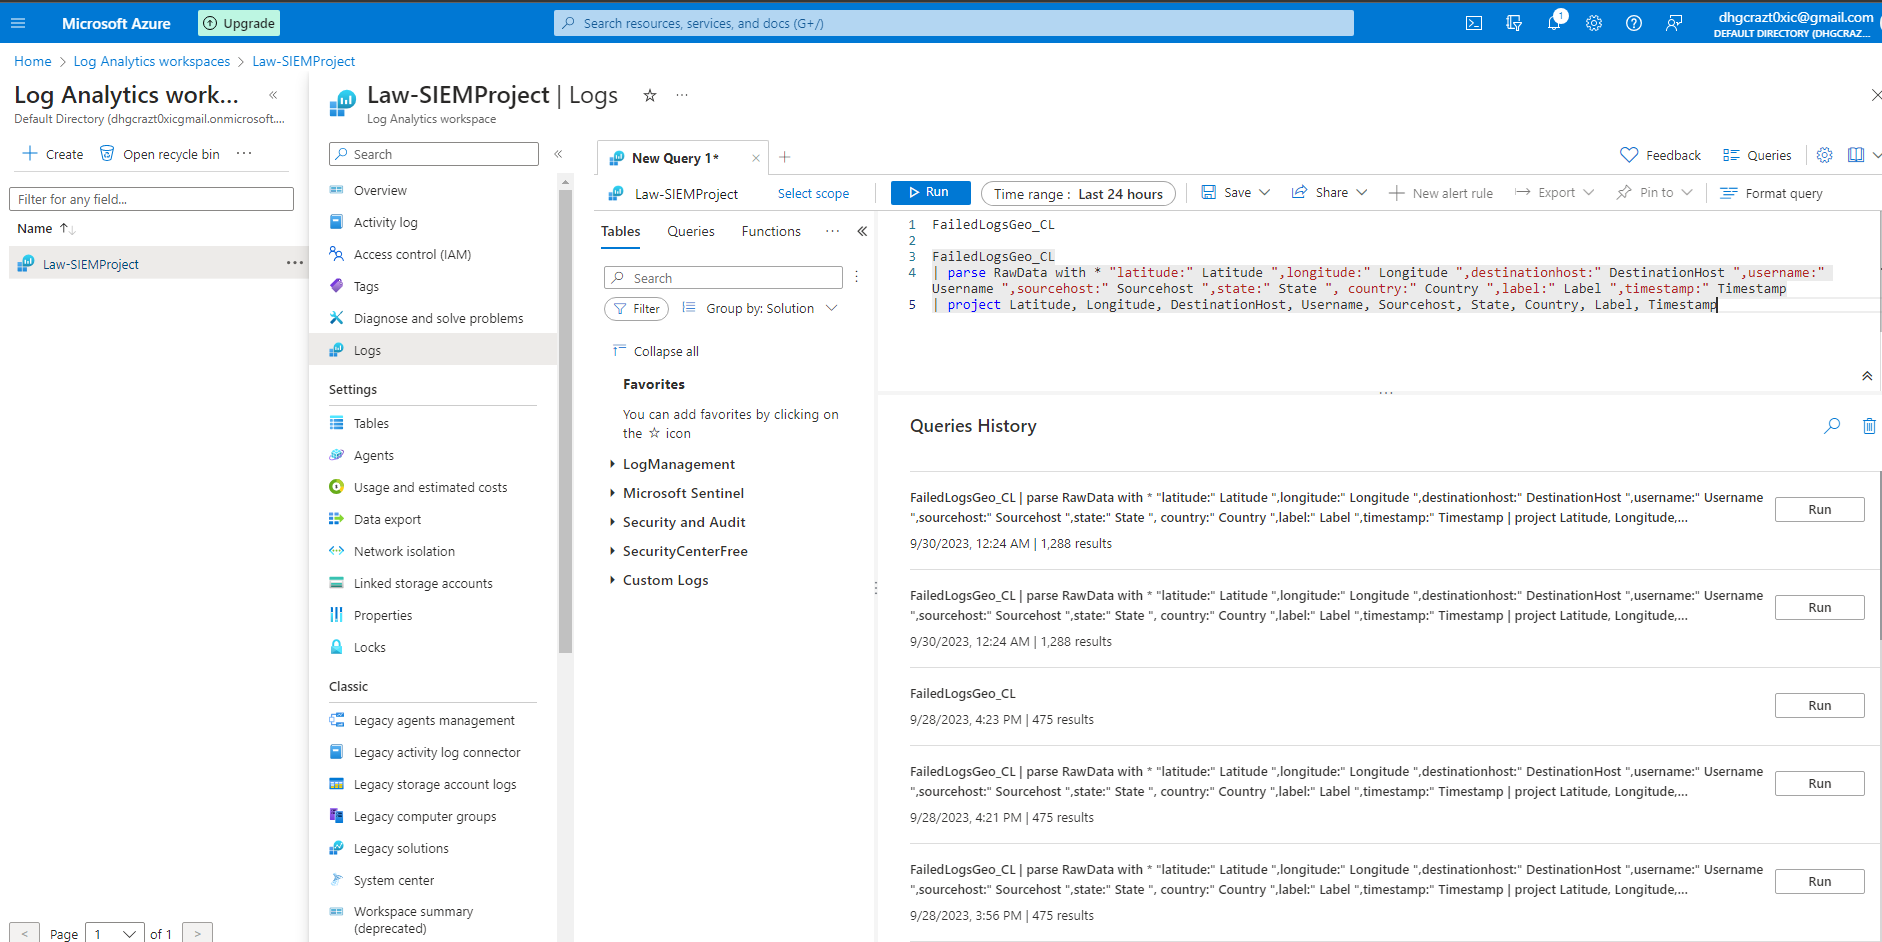 Microsoft Azure
Upgrade
Search resources, services, and docs (G+/)
1
dhgcrazt0xic@gmail.com
DEFAULT DIRECTORY (DHGCRAZ...
Home > Log Analytics workspaces > Law-SIEMProject
Log Analytics work... «
Default Directory (dhgcrazt0xicgmail.onmicrosoft....
+ Create Open recycle bin ...
Filter for any field...
Name ↑↓
Law-SIEMProject ...
< Page 1 of 1 >
Law-SIEMProject | Logs ☆ ...
Log Analytics workspace
Search «
Overview
Activity log
Access control (IAM)
Tags
Diagnose and solve problems
Logs
Settings
Tables
Agents
Usage and estimated costs
Data export
Network isolation
Linked storage accounts
Properties
Locks
Classic
Legacy agents management
Legacy activity log connector
Legacy storage account logs
Legacy computer groups
Legacy solutions
System center
Workspace summary
(deprecated)
New Query 1* × +
Feedback Queries
Law-SIEMProject Select scope
Run Time range : Last 24 hours Save Share New alert rule Export Pin to Format query
Tables Queries Functions ... «
Search
Filter Group by: Solution
Collapse all
Favorites
You can add favorites by clicking on
the ☆ icon
LogManagement
Microsoft Sentinel
Security and Audit
SecurityCenterFree
Custom Logs
1 FailedLogsGeo_CL
2
3 FailedLogsGeo_CL
4 | parse RawData with * "latitude:" Latitude ",longitude:" Longitude ",destinationhost:" DestinationHost ",username:"
Username ",sourcehost:" Sourcehost ",state:" State ", country:" Country ",label:" Label ",timestamp:" Timestamp
5 | project Latitude, Longitude, DestinationHost, Username, Sourcehost, State, Country, Label, Timestamp
Queries History
FailedLogsGeo_CL | parse RawData with * "latitude:" Latitude ",longitude:" Longitude ",destinationhost:" DestinationHost ",username:" Username
",sourcehost:" Sourcehost ",state:" State ", country:" Country ",label:" Label ",timestamp:" Timestamp | project Latitude, Longitude,...
Run
9/30/2023, 12:24 AM | 1,288 results
FailedLogsGeo_CL | parse RawData with * "latitude:" Latitude ",longitude:" Longitude ",destinationhost:" DestinationHost ",username:" Username
",sourcehost:" Sourcehost ",state:" State ", country:" Country ",label:" Label ",timestamp:" Timestamp | project Latitude, Longitude,...
Run
9/30/2023, 12:24 AM | 1,288 results
FailedLogsGeo_CL
Run
9/28/2023, 4:23 PM | 475 results
FailedLogsGeo_CL | parse RawData with * "latitude:" Latitude ",longitude:" Longitude ",destinationhost:" DestinationHost ",username:" Username
",sourcehost:" Sourcehost ",state:" State ", country:" Country ",label:" Label ",timestamp:" Timestamp | project Latitude, Longitude,...
Run
9/28/2023, 4:21 PM | 475 results
FailedLogsGeo_CL | parse RawData with * "latitude:" Latitude ",longitude:" Longitude ",destinationhost:" DestinationHost ",username:" Username
",sourcehost:" Sourcehost ",state:" State ", country:" Country ",label:" Label ",timestamp:" Timestamp | project Latitude, Longitude,...
Run
9/28/2023, 3:56 PM | 475 results